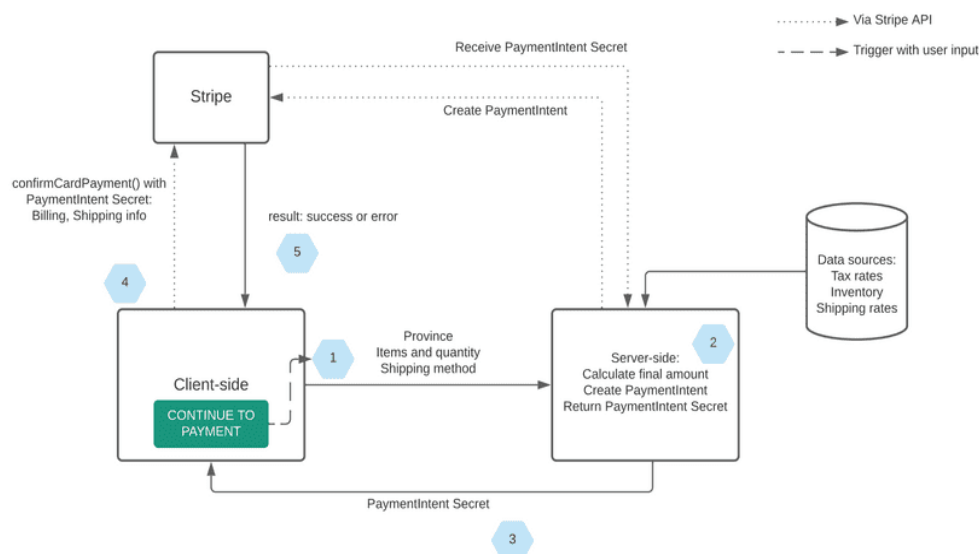 Via Stripe API
Trigger with user input
Receive PaymentIntent Secret
Stripe
Create PaymentIntent
confirmCardPayment() with
PaymentIntent Secret:
Billing, Shipping info
result: success or error
5
4
Data sources:
Tax rates
Inventory
Shipping rates
Province
Items and quantity
Shipping method
1
2
Server-side:
Calculate final amount
Create PaymentIntent
Return PaymentIntent Secret
Client-side
CONTINUE TO
PAYMENT
PaymentIntent Secret
3